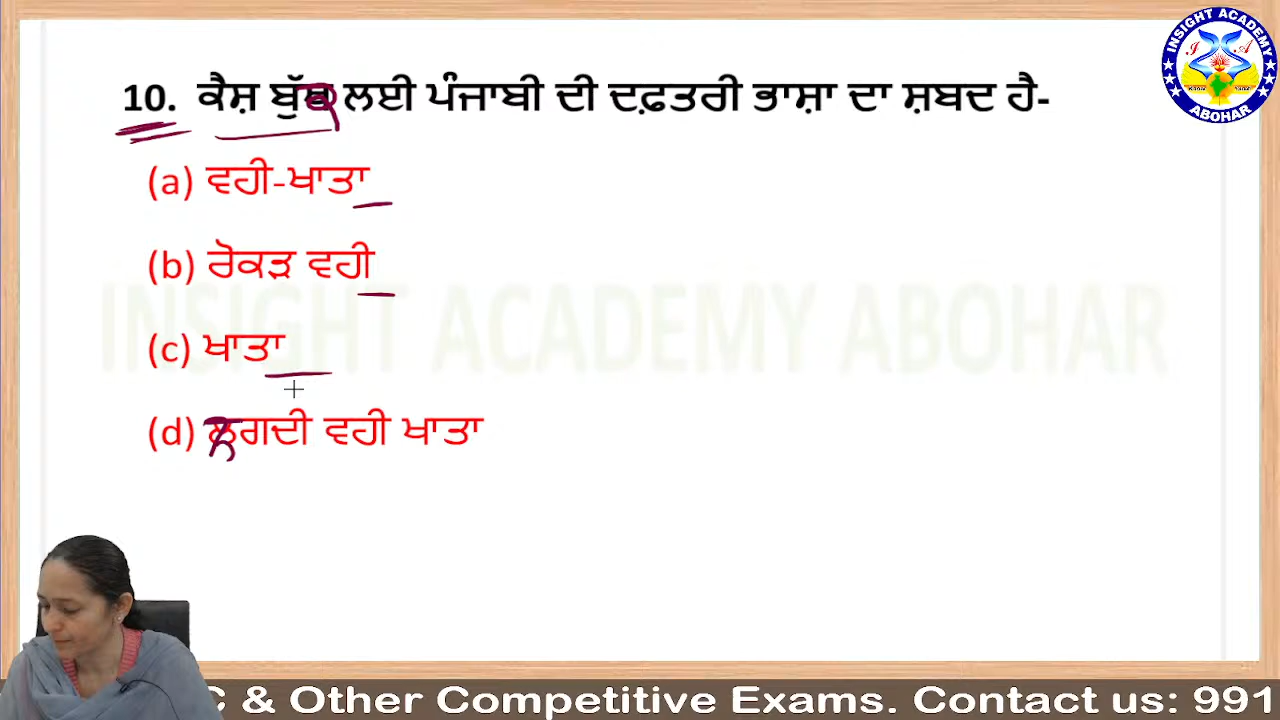 INSIGHT ACADEMY
ABOHAR
10. ਕੈਸ਼ ਬੁੱਕ ਲਈ ਪੰਜਾਬੀ ਦੀ ਦਫ਼ਤਰੀ ਭਾਸ਼ਾ ਦਾ ਸ਼ਬਦ ਹੈ-
(a) ਵਹੀ-ਖਾਤਾ
(b) ਰੋਕੜ ਵਹੀ
(c) ਖਾਤਾ
(d) ਲਗਦੀ ਵਹੀ ਖਾਤਾ
INSIGHT ACADEMY ABOHAR
C & Other Competitive Exams. Contact us: 991